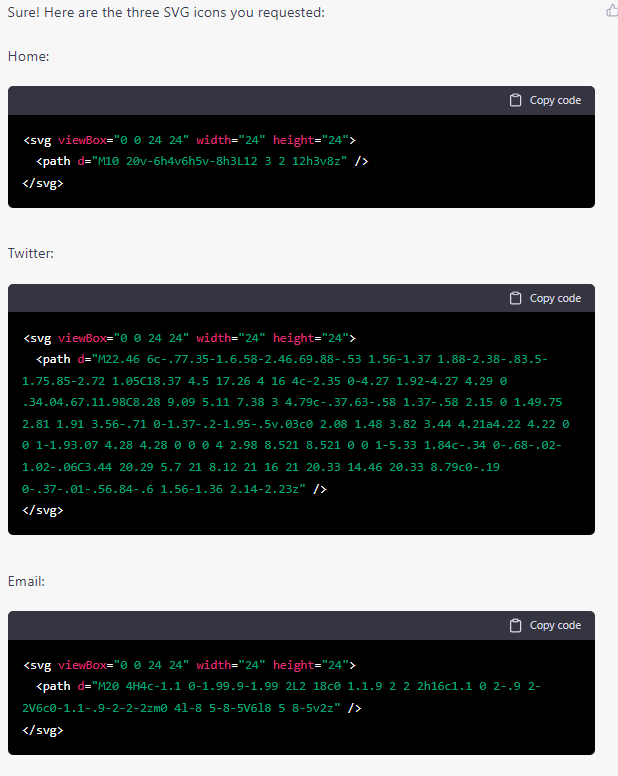 Sure! Here are the three SVG icons you requested:
Home:
Copy code
<svg viewBox="0 0 24 24" width="24" height="24">
<path d="M10 20v-6h4v6h5v-8h3L12 3 2 12h3v8z" />
</svg>
Twitter:
Copy code
<svg viewBox="0 0 24 24" width="24" height="24">
<path d="M22.46 6c-.77.35-1.6.58-2.46.69.88-.53 1.56-1.37 1.88-2.38-.83.5-
1.75.85-2.72 1.05C18.37 4.5 17.26 4 16 4c-2.35 0-4.27 1.92-4.27 4.29 0
.34.04.67.11.98C8.28 9.09 5.11 7.38 3 4.79c-.37.63-.58 1.37-.58 2.15 0 1.49.75
2.81 1.91 3.56-.71 0-1.37-.2-1.95-.5v.03c0 2.08 1.48 3.82 3.44 4.21a4.22 4.22 0
0 1-1.93.07 4.28 4.28 0 0 0 4 2.98 8.521 8.521 0 0 1-5.33 1.84c-.34 0-.68-.02-
1.02-.06C3.44 20.29 5.7 21 8.12 21 16 21 20.33 14.46 20.33 8.79c0-.19
0-.37-.01-.56.84-.6 1.56-1.36 2.14-2.23z" />
</svg>
Email:
Copy code
<svg viewBox="0 0 24 24" width="24" height="24">
<path d="M20 4H4c-1.1 0-1.99.9-1.99 2L2 18c0 1.1.9 2 2 2h16c1.1 0 2-.9 2-
2V6c0-1.1-.9-2-2-2zm0 4l-8 5-8-5V6l8 5 8-5v2z" />
</svg>